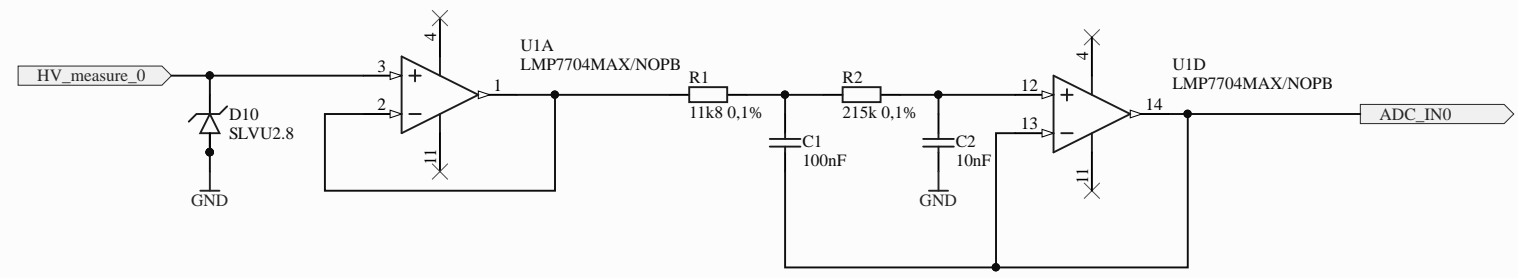 HV_measure_0
D10
SLVU2.8
GND
3
2
4
11
1
U1A
LMP7704MAX/NOPB
R1
11k8 0,1%
C1
100nF
R2
215k 0,1%
C2
10nF
GND
12
13
4
11
14
U1D
LMP7704MAX/NOPB
ADC_IN0